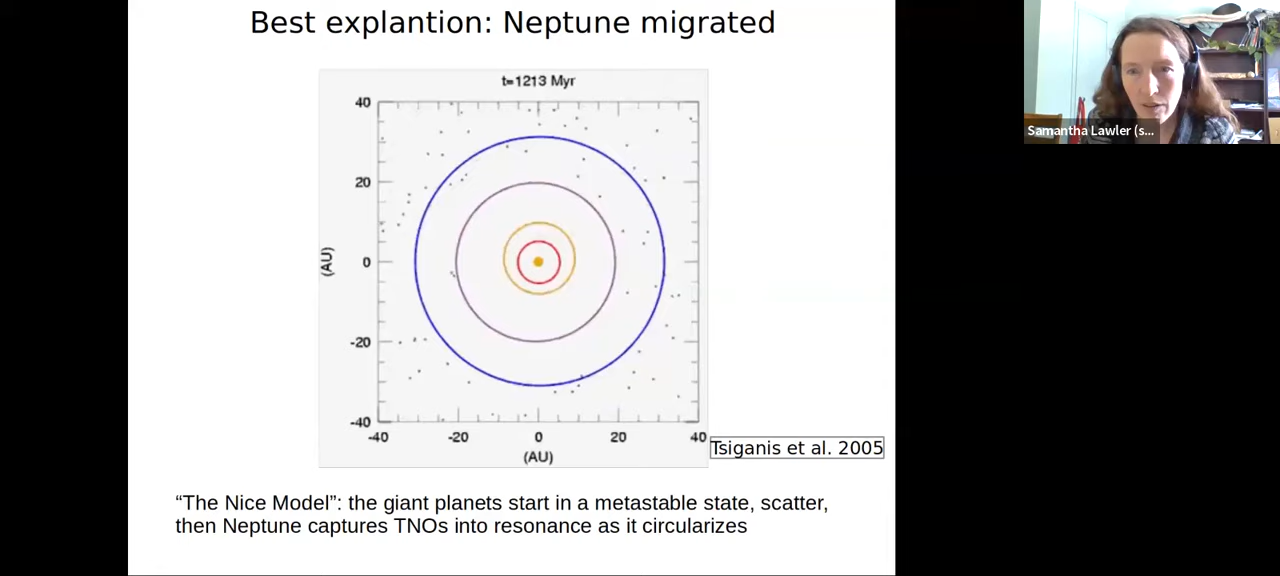 Best explantion: Neptune migrated
t=1213 Myr
40
20
0
-20
-40
(AU)
-40
-20
0
20
40
(AU)
Tsiganis et al. 2005
“The Nice Model”: the giant planets start in a metastable state, scatter,
then Neptune captures TNOs into resonance as it circularizes
Samantha Lawler (s...